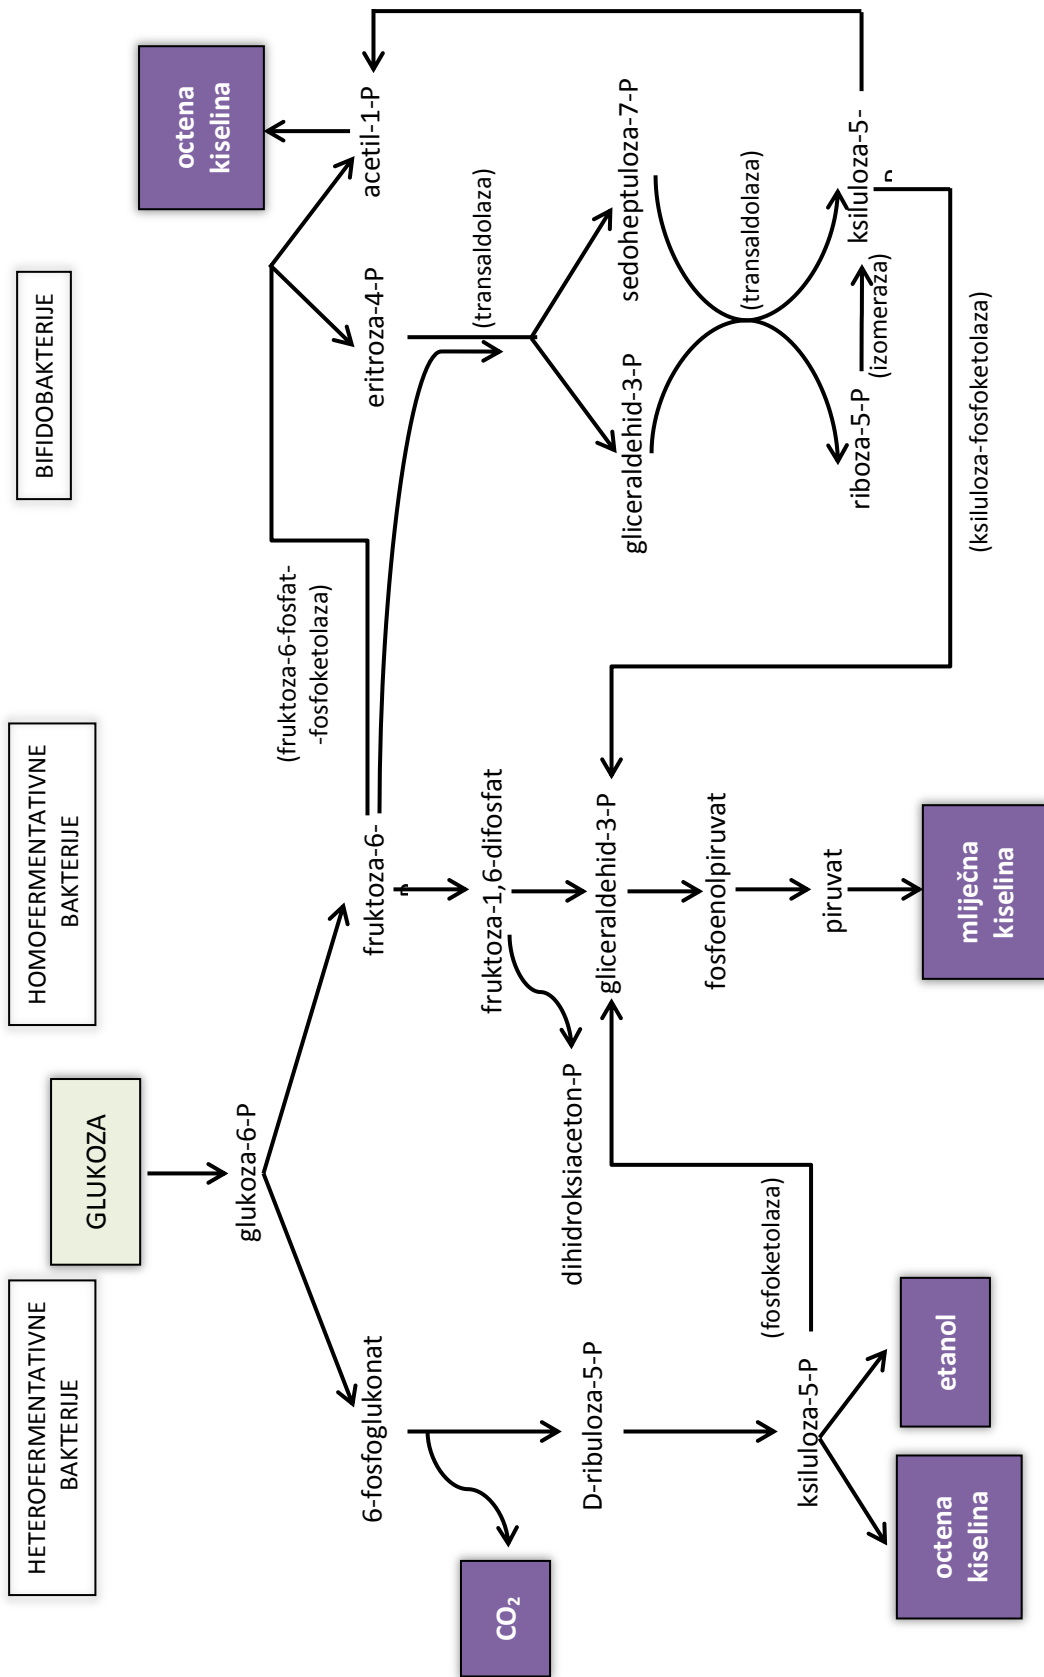 HETEROFERMENTATIVNE
BAKTERIJE
HOMOFERMENTATIVNE
BAKTERIJE
BIFIDOBAKTERIJE
GLUKOZA
glukoza-6-P
octena
kiselina
(fruktoza-6-fosfat-
-fosfoketolaza)
6-fosfoglukonat
fruktoza-6-
eritroza-4-P
acetil-1-P
CO₂
fruktoza-1,6-difosfat
(transaldolaza)
D-ribuloza-5-P
dihidroksiaceton-P
gliceraldehid-3-P
gliceraldehid-3-P
sedoheptuloza-7-P
fosfoenolpiruvat
(transaldolaza)
(fosfoketolaza)
ksiluloza-5-P
piruvat
riboza-5-P
(izomeraza)
ksiluloza-5-
octena
kiselina
etanol
mliječna
kiselina
(ksiluloza-fosfoketolaza)